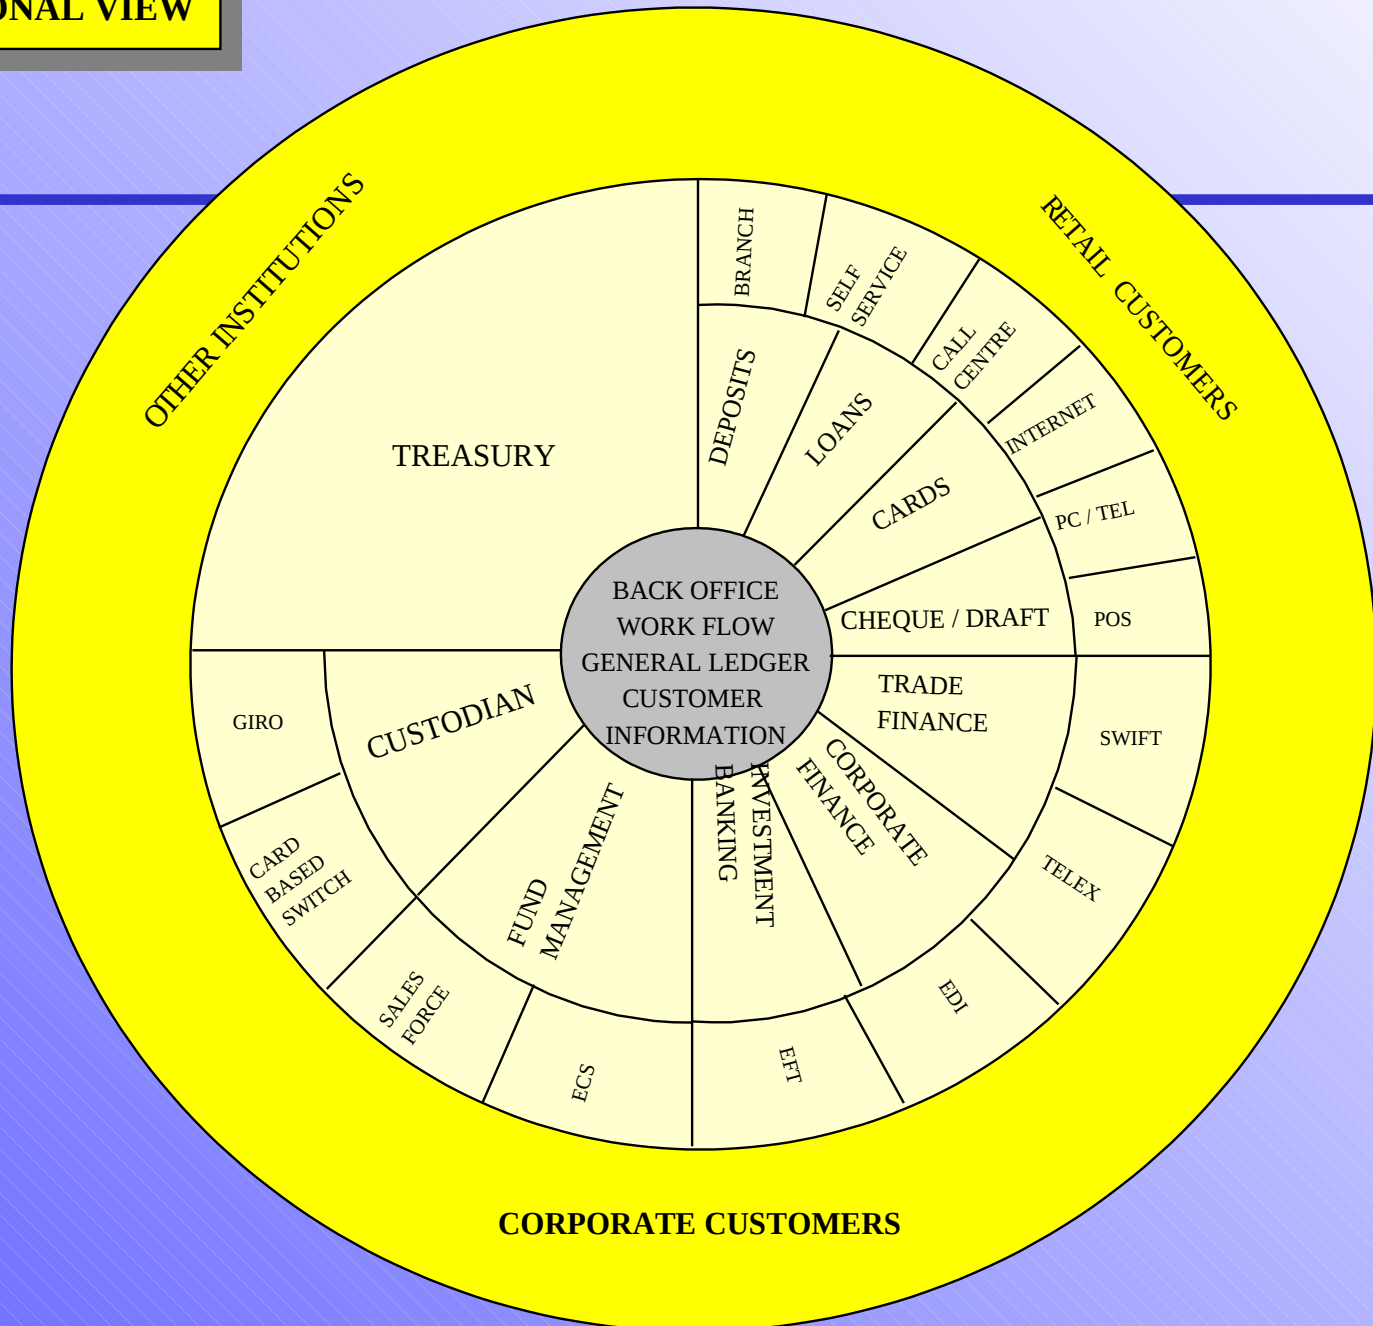 ONAL VIEW
OTHER INSTITUTIONS
RETAIL CUSTOMERS
BRANCH
SELF
SERVICE
CALL
CENTRE
INTERNET
PC / TEL
POS
DEPOSITS
LOANS
CARDS
CHEQUE / DRAFT
TREASURY
BACK OFFICE
WORK FLOW
GENERAL LEDGER
CUSTOMER
INFORMATION
TRADE
FINANCE
CORPORATE
FINANCE
INVESTMENT
BANKING
FUND
MANAGEMENT
CUSTODIAN
SWIFT
TELEX
EDI
EFT
ECS
SALES
FORCE
CARD
BASED
SWITCH
GIRO
CORPORATE CUSTOMERS